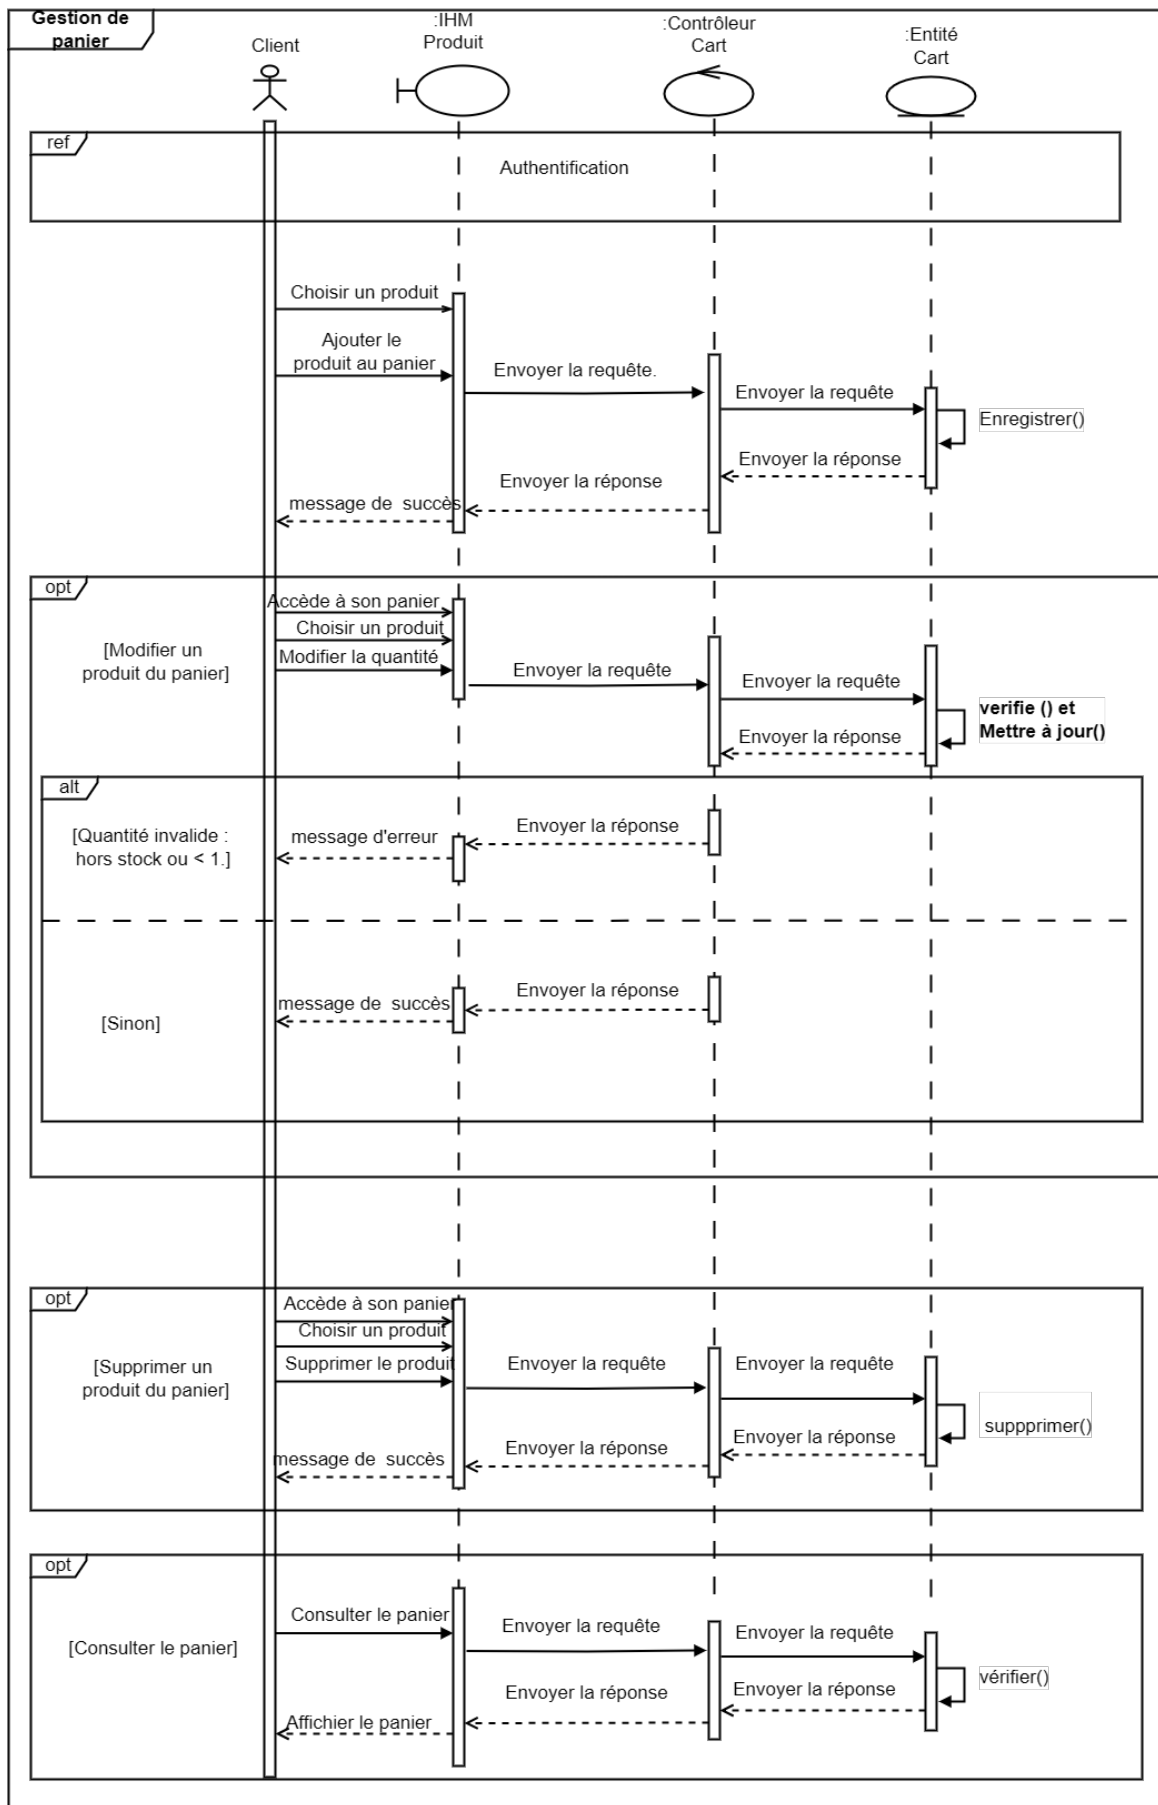 Gestion de
panier
Client
:IHM
Produit
:Contrôleur
Cart
:Entité
Cart
ref
Authentification
Choisir un produit
Ajouter le
produit au panier
Envoyer la requête.
Envoyer la requête
Enregistrer()
Envoyer la réponse
Envoyer la réponse
message de  succès
opt
[Modifier un
produit du panier]
Accède à son panier
Choisir un produit
Modifier la quantité
Envoyer la requête
Envoyer la requête
verifie () et
Mettre à jour()
Envoyer la réponse
alt
[Quantité invalide :
hors stock ou < 1.]
message d'erreur
Envoyer la réponse
[Sinon]
message de  succès
Envoyer la réponse
opt
[Supprimer un
produit du panier]
Accède à son panier
Choisir un produit
Supprimer le produit
Envoyer la requête
Envoyer la requête
suppprimer()
Envoyer la réponse
Envoyer la réponse
message de  succès
opt
[Consulter le panier]
Consulter le panier
Envoyer la requête
Envoyer la requête
vérifier()
Envoyer la réponse
Envoyer la réponse
Affichier le panier